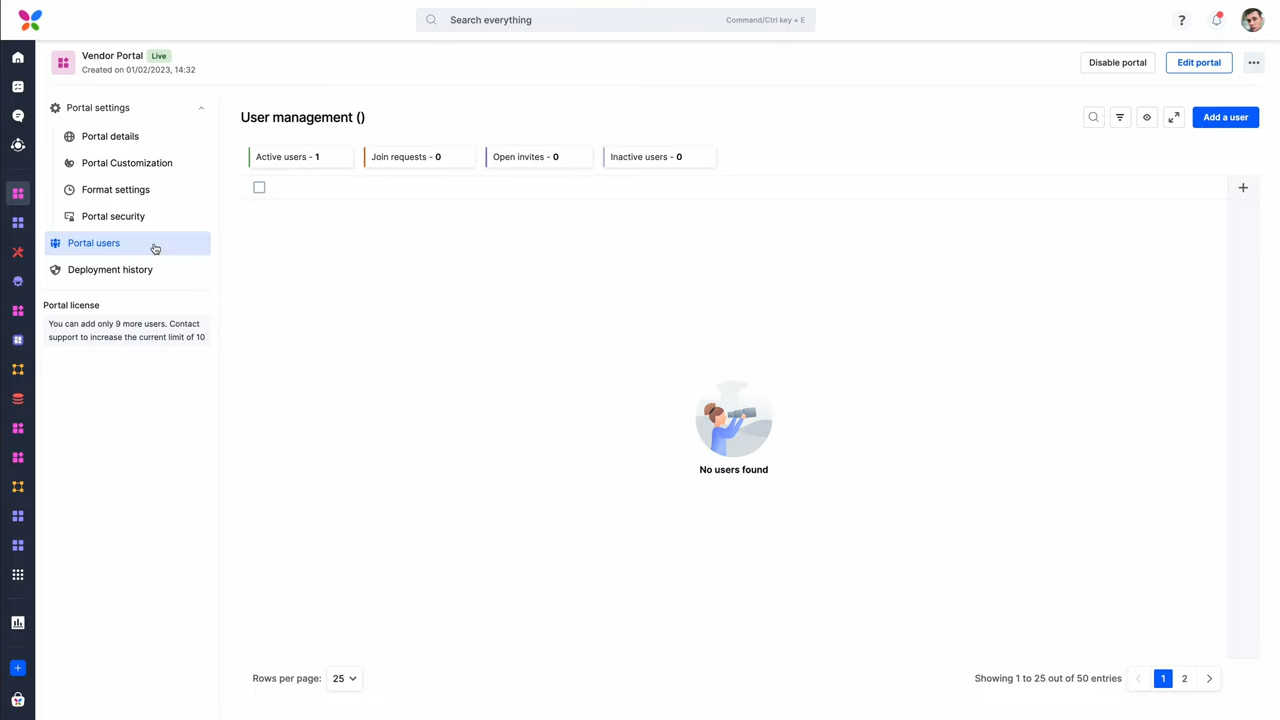 Search everything
Command/Ctrl key + E
?
Vendor Portal
Live
Created on 01/02/2023, 14:32
Disable portal
Edit portal
Portal settings
Portal details
Portal Customization
Format settings
Portal security
Portal users
Deployment history
Portal license
You can add only 9 more users. Contact
support to increase the current limit of 10
User management ()
Add a user
Active users - 1
Join requests - 0
Open invites - 0
Inactive users - 0
No users found
Rows per page:
25
Showing 1 to 25 out of 50 entries
1
2